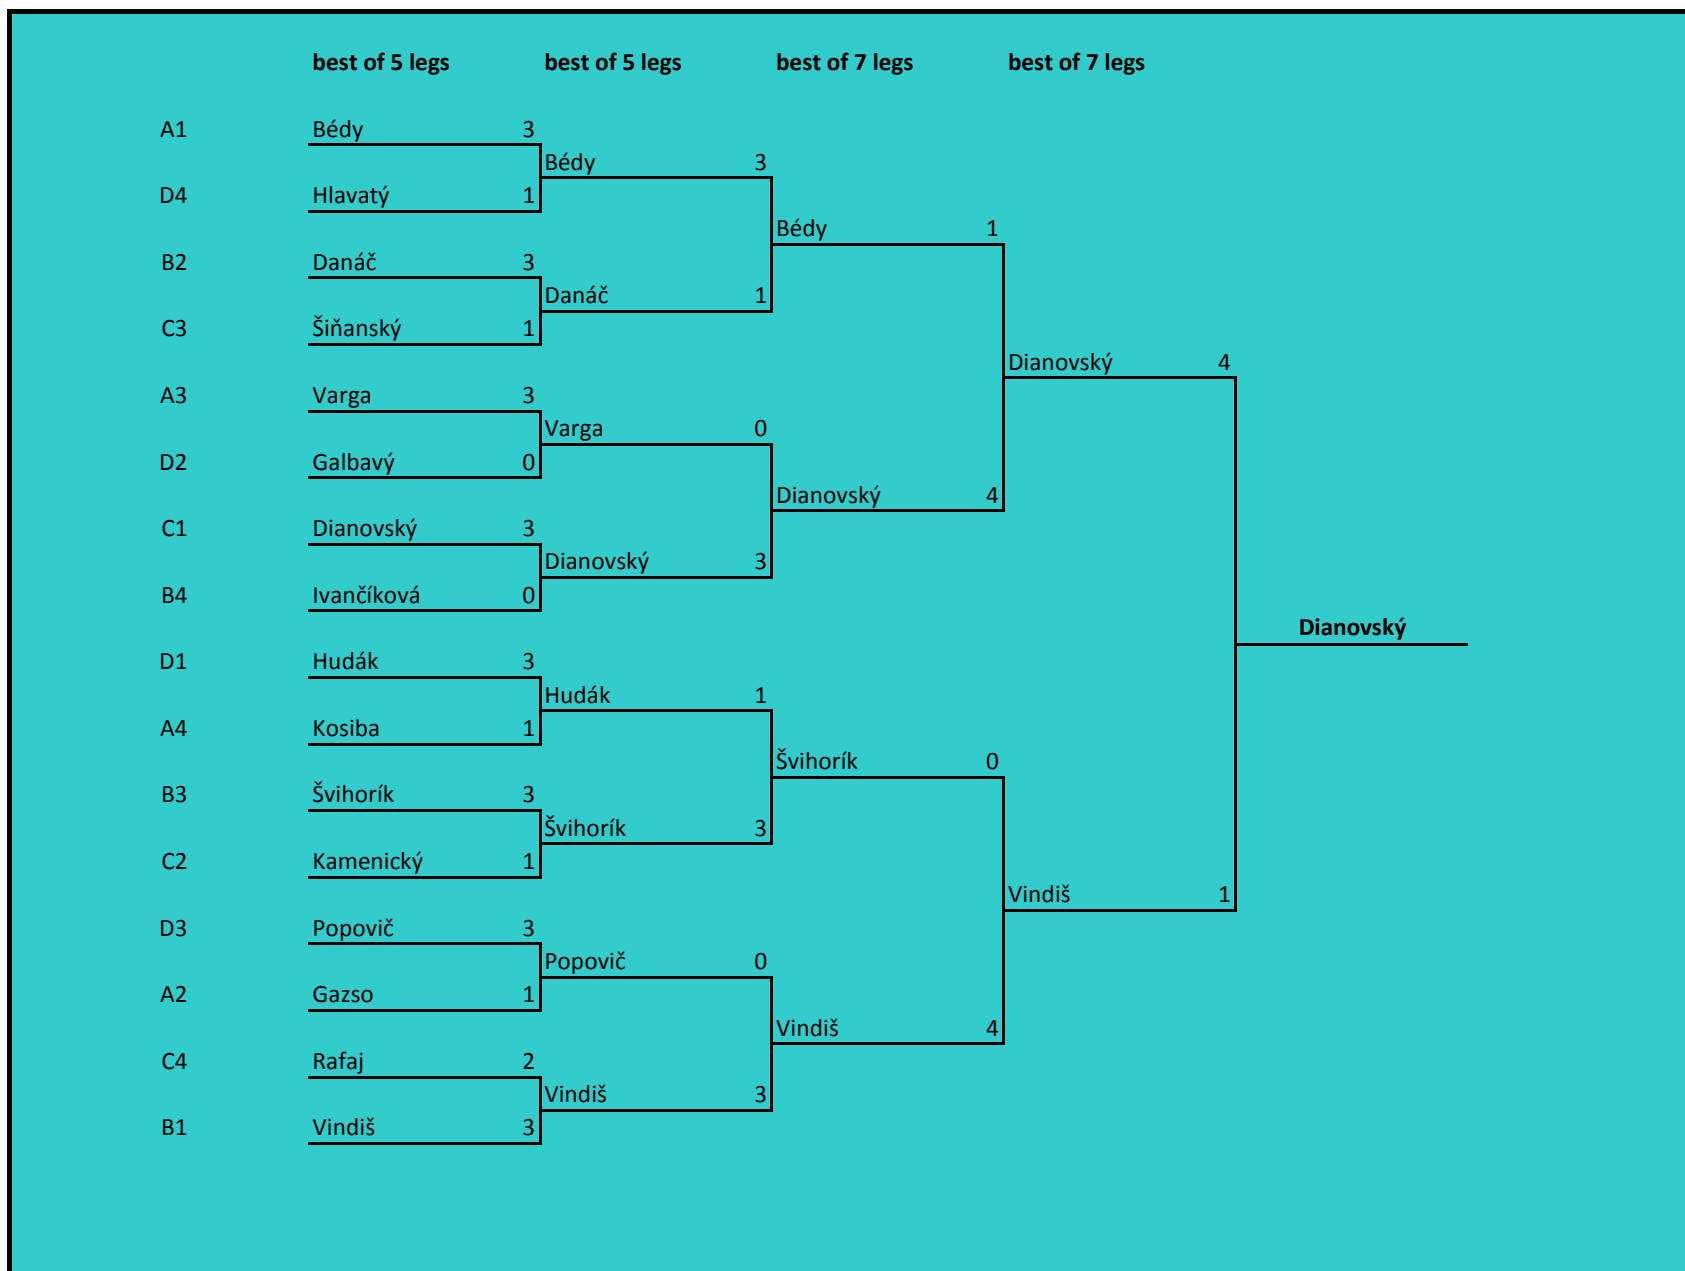 best of 5 legs best of 5 legs best of 7 legs best of 7 legs
A1 Bédy 3
Bédy 3
D4 Hlavatý 1
Bédy 1
B2 Danáč 3
Danáč 1
C3 Šiňanský 1
Dianovský 4
A3 Varga 3
Varga 0
D2 Galbavý 0
Dianovský 4
C1 Dianovský 3
Dianovský 3
B4 Ivančíková 0
Dianovský
D1 Hudák 3
Hudák 1
A4 Kosiba 1
Švihorík 0
B3 Švihorík 3
Švihorík 3
C2 Kamenický 1
Vindiš 1
D3 Popovič 3
Popovič 0
A2 Gazso 1
Vindiš 4
C4 Rafaj 2
Vindiš 3
B1 Vindiš 3